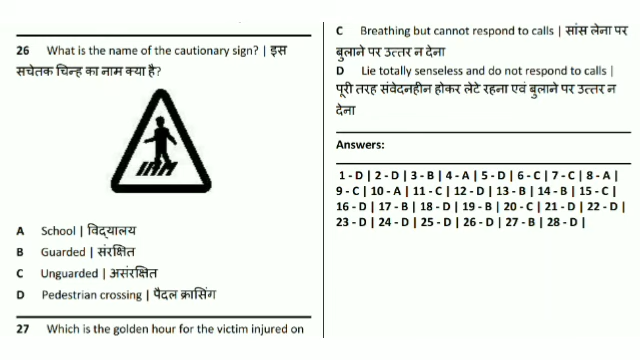 26 What is the name of the cautionary sign? | इस
सचेतक चिन्ह का नाम क्या है?
A School | विद्यालय
B Guarded | संरक्षित
C Unguarded | असंरक्षित
D Pedestrian crossing | पैदल क्रासिंग
27 Which is the golden hour for the victim injured on
C Breathing but cannot respond to calls | सांस लेना पर
बुलाने पर उत्तर न देना
D Lie totally senseless and do not respond to calls |
पूरी तरह संवेदनहीन होकर लेटे रहना एवं बुलाने पर उत्तर न
देना
Answers:
1 - D | 2 - D | 3 - B | 4 - A | 5 - D | 6 - C | 7 - C | 8 - A |
9 - C | 10 - A | 11 - C | 12 - D | 13 - B | 14 - B | 15 - C |
16 - D | 17 - B | 18 - D | 19 - B | 20 - C | 21 - D | 22 - D |
23 - D | 24 - D | 25 - D | 26 - D | 27 - B | 28 - D |